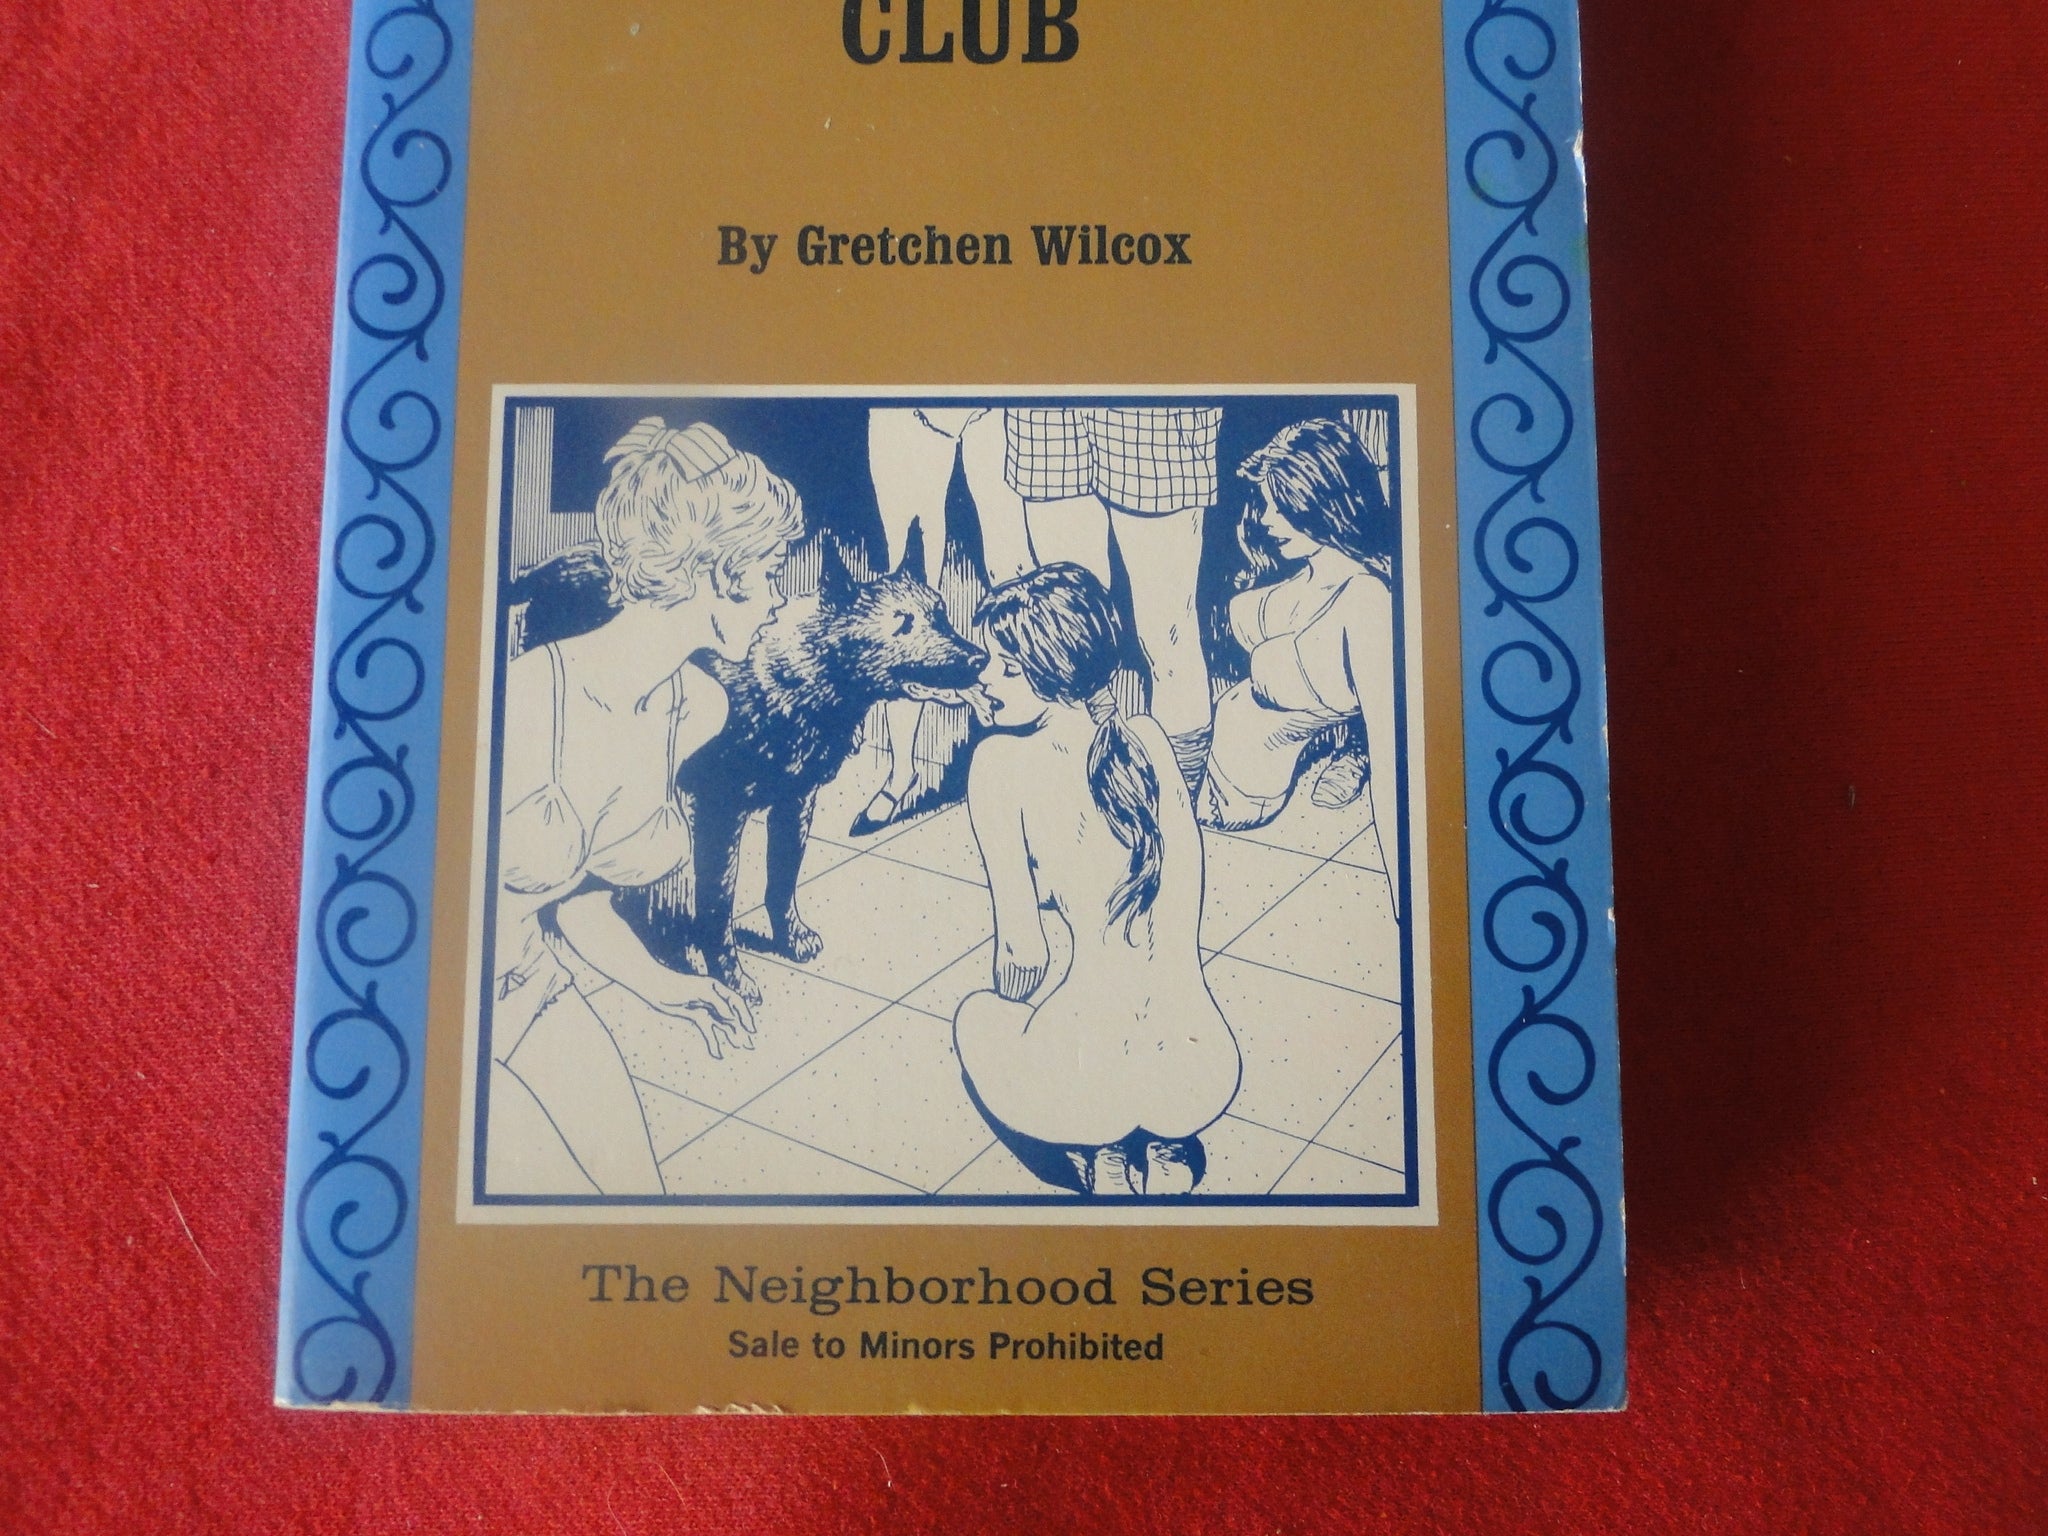 CLUB
By Gretchen Wilcox
The Neighborhood Series
Sale to Minors Prohibited